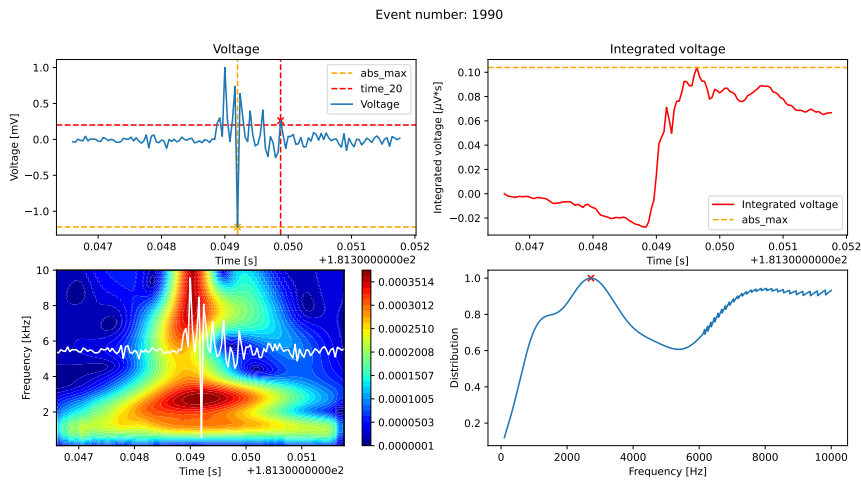 Event number: 1990
Voltage
Voltage [mV]
1.0
0.5
0.0
−0.5
−1.0
abs_max
time_20
Voltage
0.047
0.048
0.049
0.050
0.051
0.052
Time [s]
+1.8130000000e2
Integrated voltage
Integrated voltage [μV*s]
0.10
0.08
0.06
0.04
0.02
0.00
−0.02
Integrated voltage
abs_max
0.047
0.048
0.049
0.050
0.051
0.052
Time [s]
+1.8130000000e2
Frequency [kHz]
10
8
6
4
2
0.047
0.048
0.049
0.050
0.051
Time [s]
+1.8130000000e2
0.0003514
0.0003012
0.0002510
0.0002008
0.0001507
0.0001005
0.0000503
0.0000001
Distribution
1.0
0.8
0.6
0.4
0.2
0
2000
4000
6000
8000
10000
Frequency [Hz]